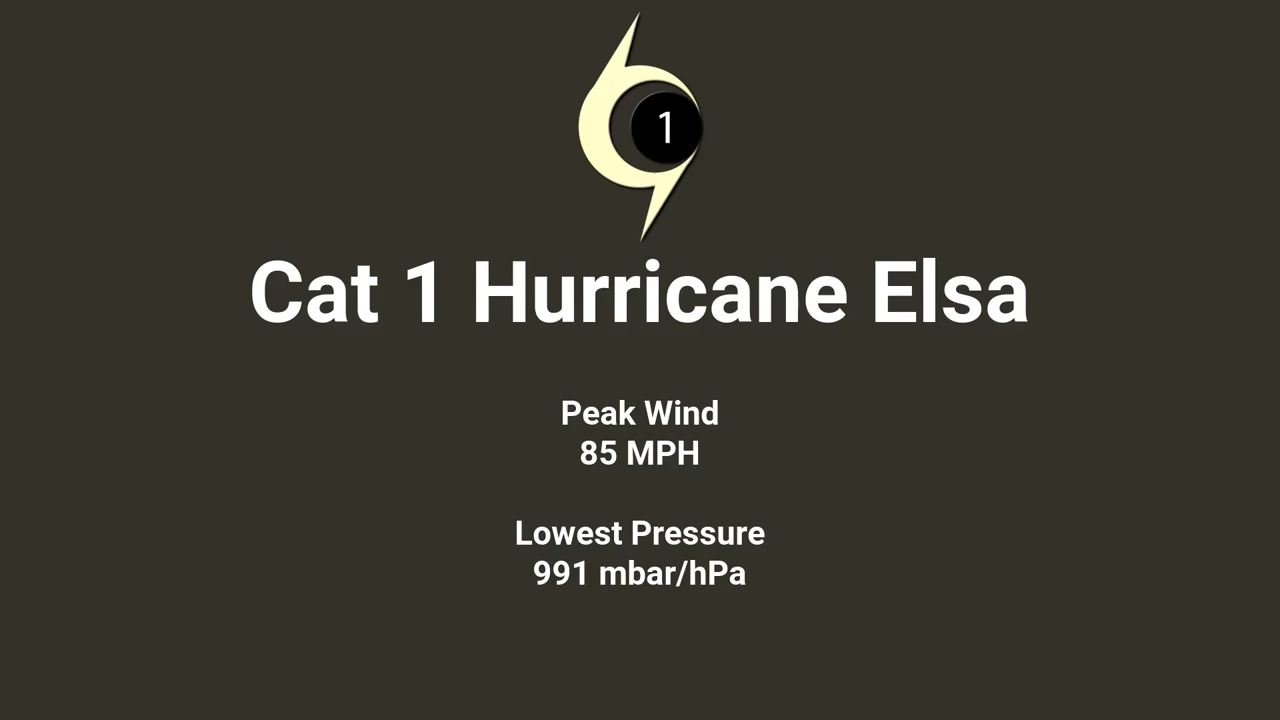 1
Cat 1 Hurricane Elsa
Peak Wind
85 MPH
Lowest Pressure
991 mbar/hPa